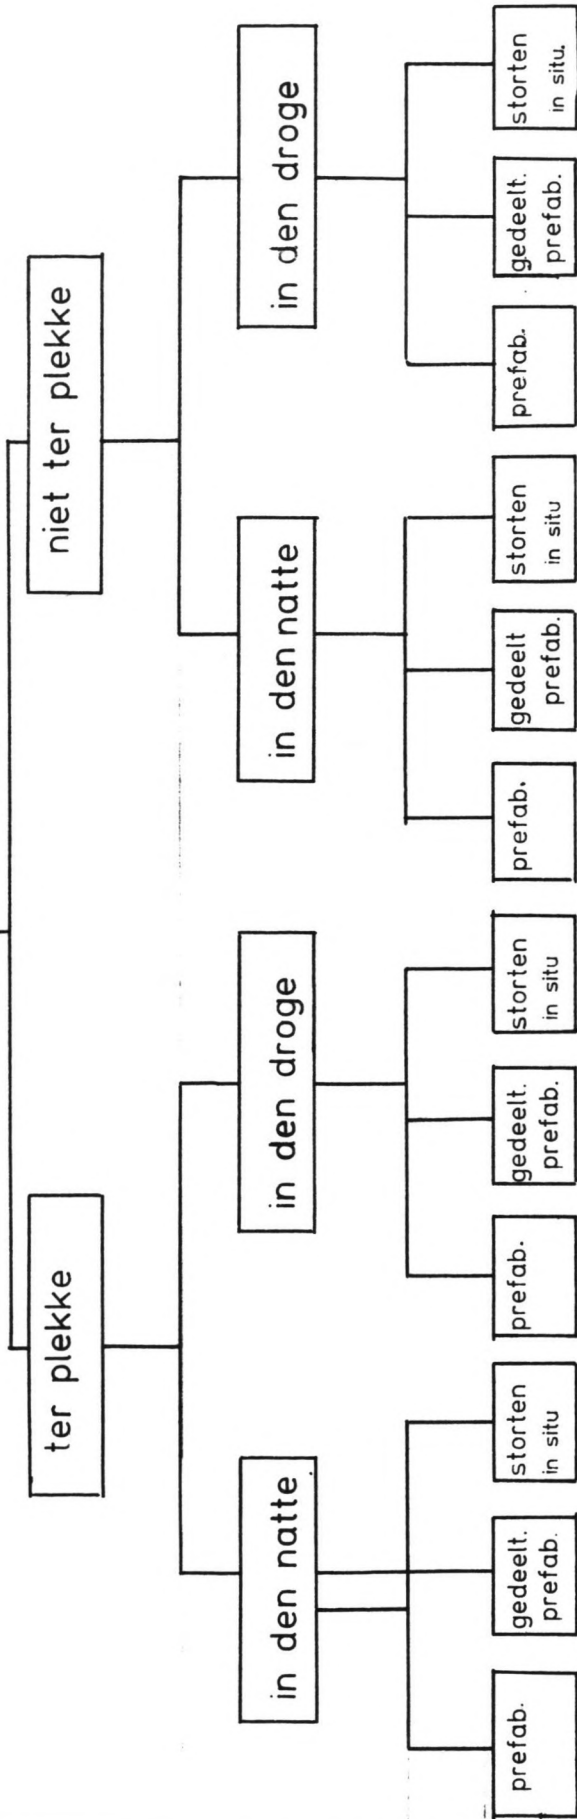 ter plekke
niet ter plekke
in den natte
in den droge
in den natte
in den droge
prefab.
gedeelt.
prefab.
storten
in situ
prefab.
gedeelt.
prefab.
storten
in situ
prefab.
gedeelt
prefab.
storten
in situ
prefab.
gedeelt.
prefab.
storten
in situ.